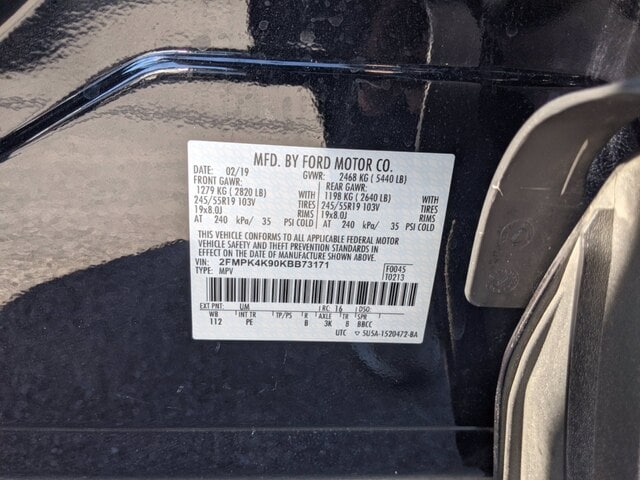 MFD. BY FORD MOTOR CO.
DATE: 02/19 GVWR: 2468 KG ( 5440 LB)
FRONT GAWR: REAR GAWR:
1279 KG ( 2820 LB) WITH 1198 KG ( 2640 LB) WITH
245/55R19 103V TIRES 245/55R19 103V TIRES
19x8.0J RIMS 19x8.0J RIMS
AT 240 kPa/ 35 PSI COLD AT 240 kPa/ 35 PSI COLD
THIS VEHICLE CONFORMS TO ALL APPLICABLE FEDERAL MOTOR
VEHICLE SAFETY AND THEFT PREVENTION STANDARDS IN
EFFECT ON THE DATE OF MANUFACTURE SHOWN ABOVE.
VIN: 2FMPK4K90KBB73171 F0045
TYPE: MPV T0213
EXT PNT: UM RC: 16 DSO:
WB INT TR TP/PS R AXLE TR SPR
112 PE B 3K B BBCC
UTC 5U5A-1520472-BA